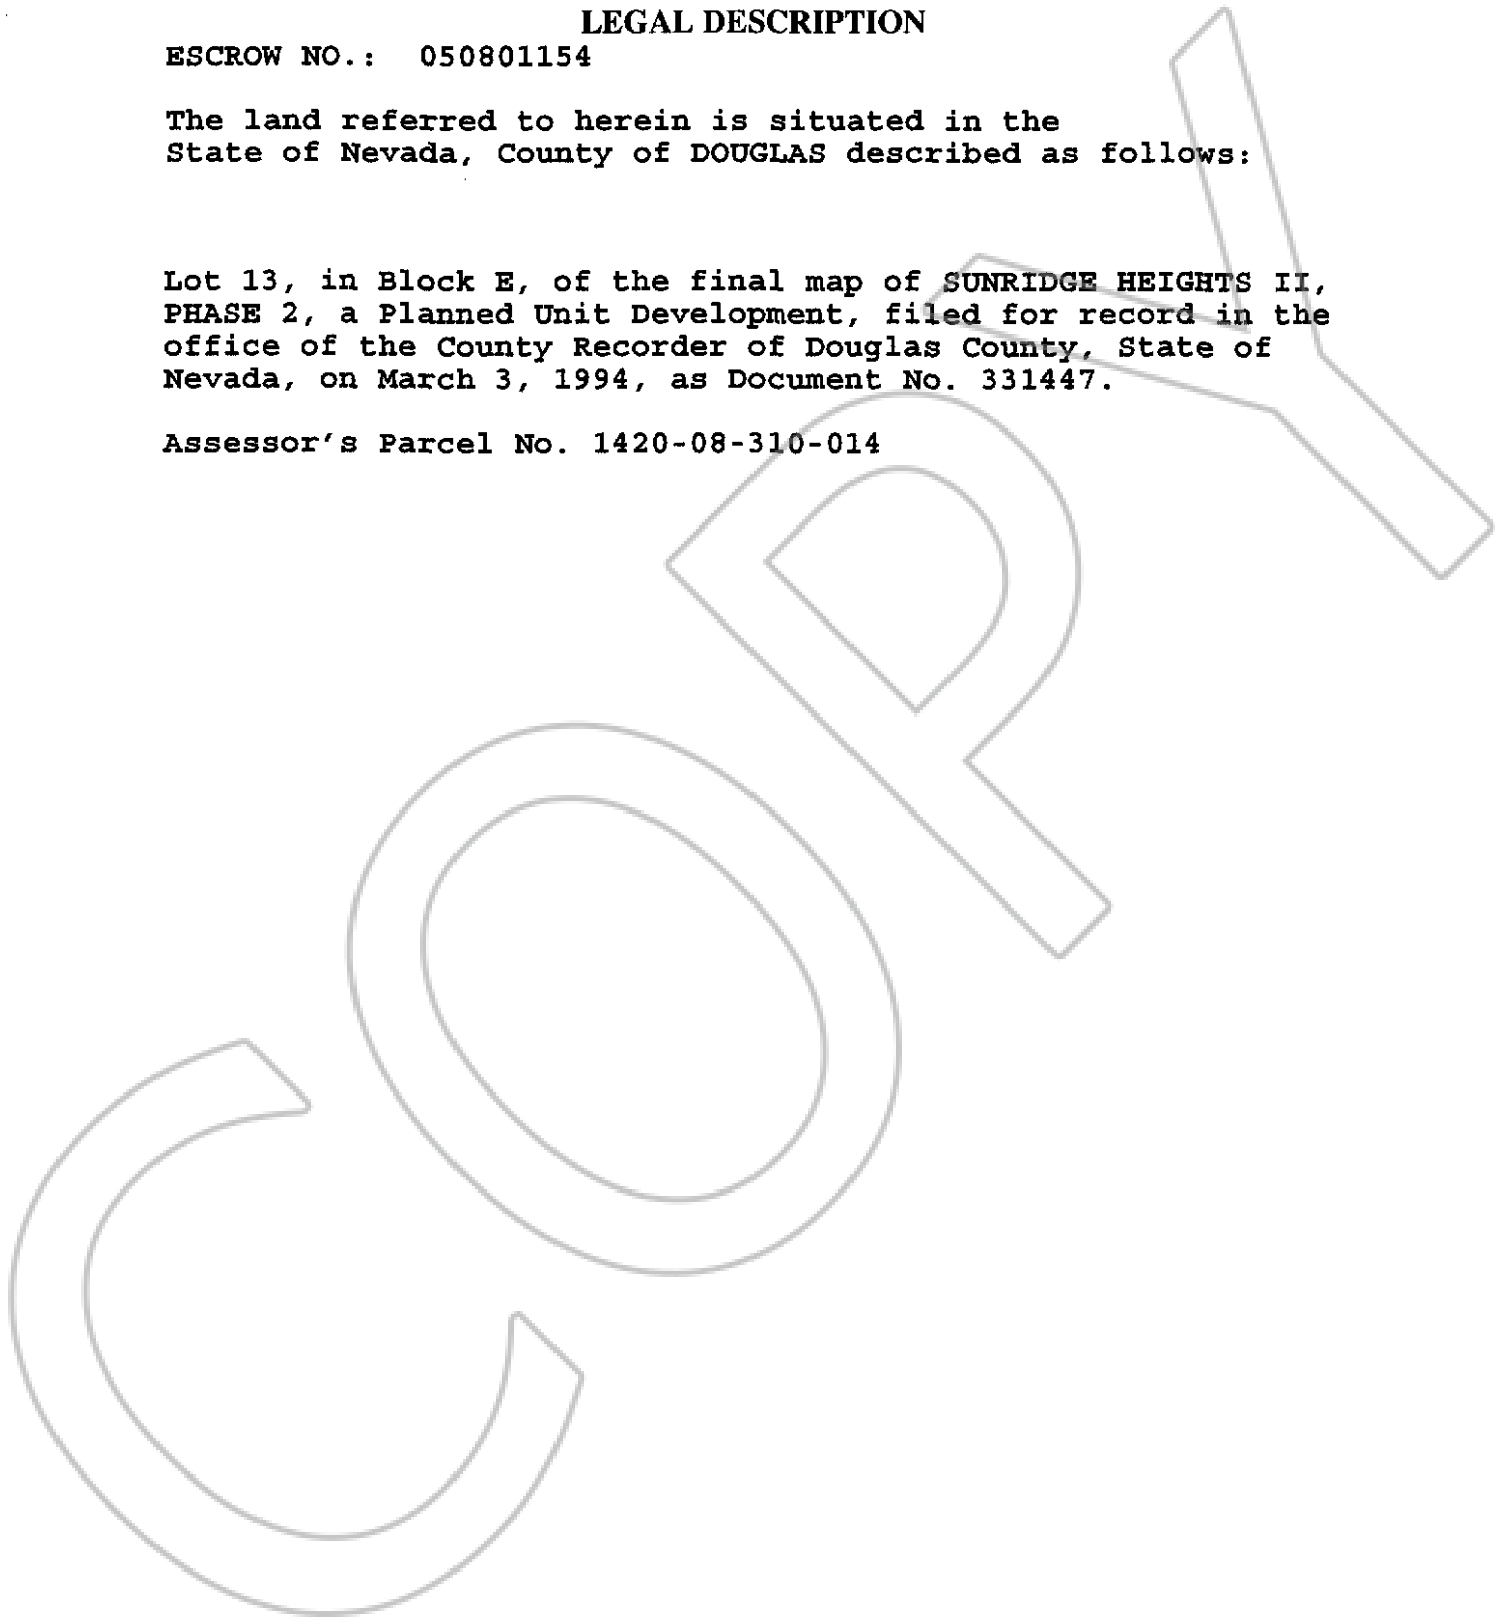 LEGAL DESCRIPTION
ESCROW NO.: 050801154
The land referred to herein is situated in the
State of Nevada, County of DOUGLAS described as follows:
Lot 13, in Block E, of the final map of SUNRIDGE HEIGHTS II,
PHASE 2, a Planned Unit Development, filed for record in the
office of the County Recorder of Douglas County, State of
Nevada, on March 3, 1994, as Document No. 331447.
Assessor's Parcel No. 1420-08-310-014
COPY